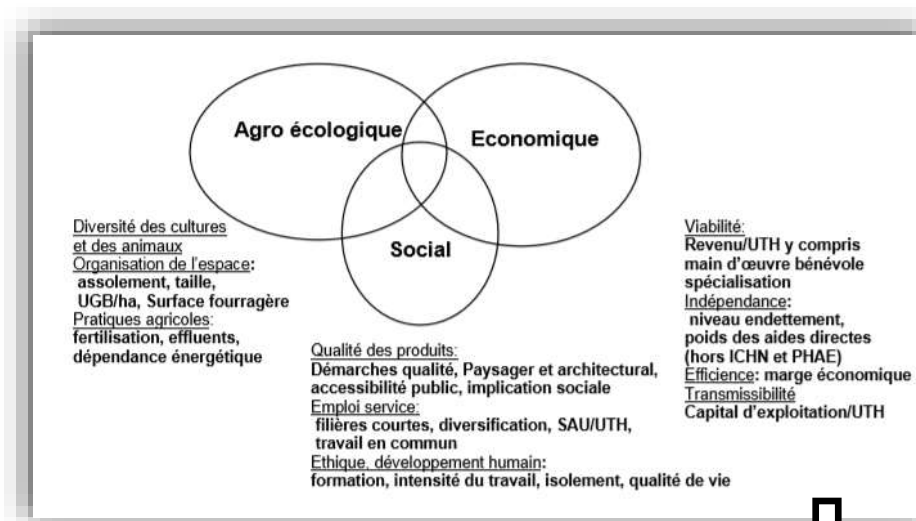 Agro écologique
Economique
Social
Diversité des cultures
et des animaux
Organisation de l'espace:
assolement, taille,
UGB/ha, Surface fourragère
Pratiques agricoles:
fertilisation, effluents,
dépendance énergétique
Qualité des produits:
Démarches qualité, Paysager et architectural,
accessibilité public, implication sociale
Emploi service:
filières courtes, diversification, SAU/UTH,
travail en commun
Ethique, développement humain:
formation, intensité du travail, isolement, qualité de vie
Viabilité:
Revenu/UTH y compris
main d'œuvre bénévole
spécialisation
Indépendance:
niveau endettement,
poids des aides directes
(hors ICHN et PHAE)
Efficience: marge économique
Transmissibilité
Capital d'exploitation/UTH